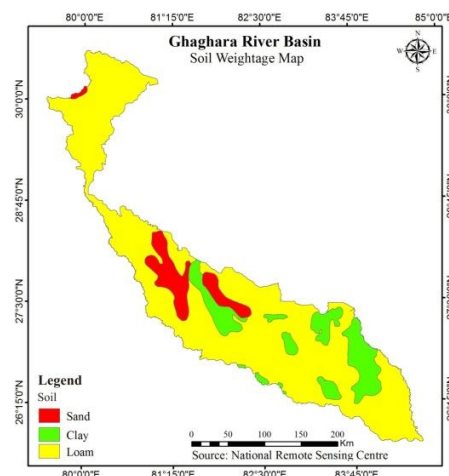 80°0'0"E 81°15'0"E 82°30'0"E 83°45'0"E 85°0'0"E
Ghaghara River Basin
Soil Weightage Map
N
W E
S
30°0'0"N
28°45'0"N
27°30'0"N
26°15'0"N
Legend
Soil
Sand
Clay
Loam
0 50 100 150 200
Km
Source: National Remote Sensing Centre
80°0'0"E 81°15'0"E 82°30'0"E 83°45'0"E